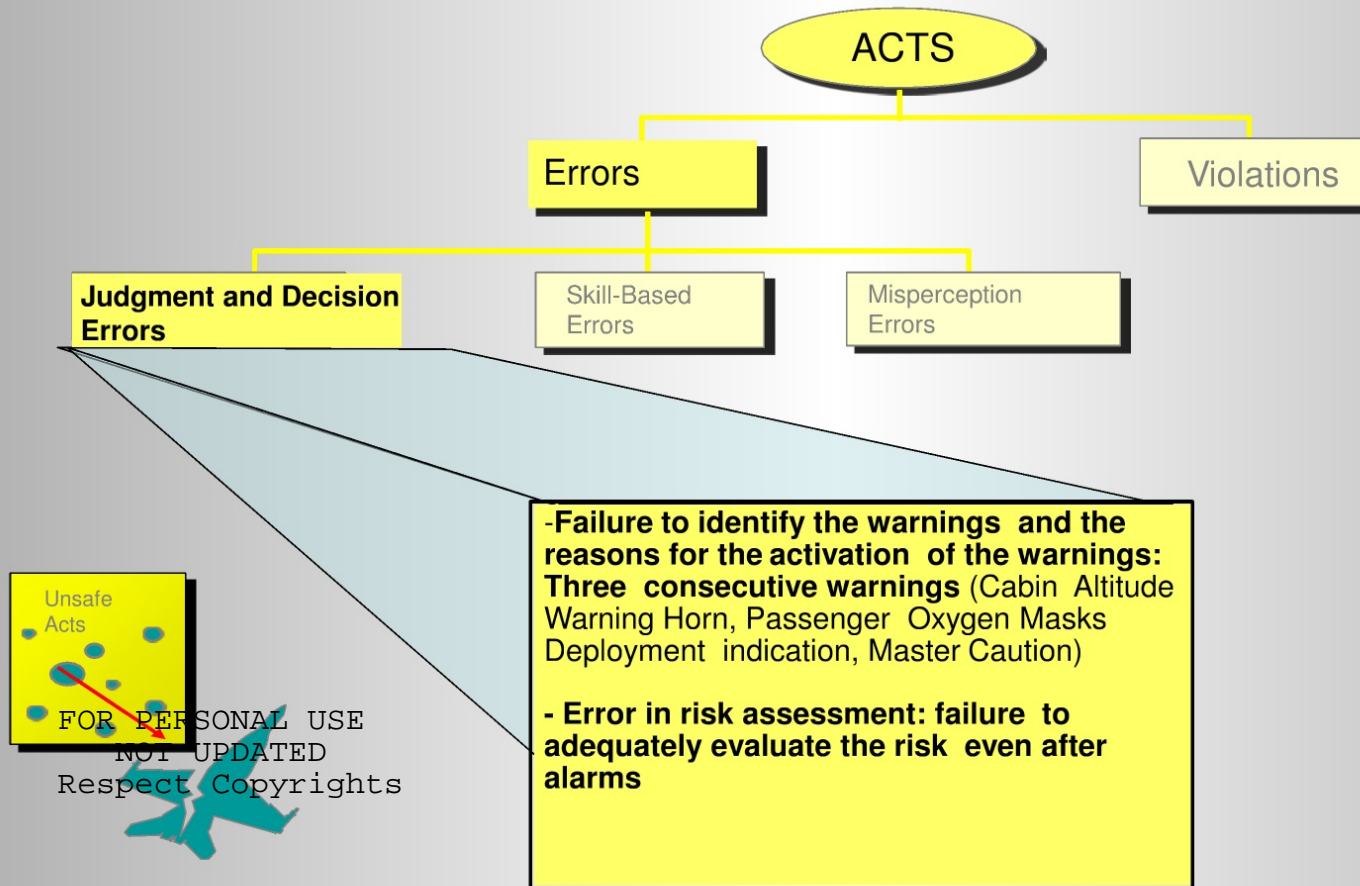 ACTS
Errors
Violations
Judgment and Decision
Errors
Skill-Based
Errors
Misperception
Errors
-Failure to identify the warnings and the
reasons for the activation of the warnings:
Three consecutive warnings (Cabin Altitude
Warning Horn, Passenger Oxygen Masks
Deployment indication, Master Caution)
- Error in risk assessment: failure to
adequately evaluate the risk even after
alarms
Unsafe
Acts
FOR PERSONAL USE
NOT UPDATED
Respect Copyrights